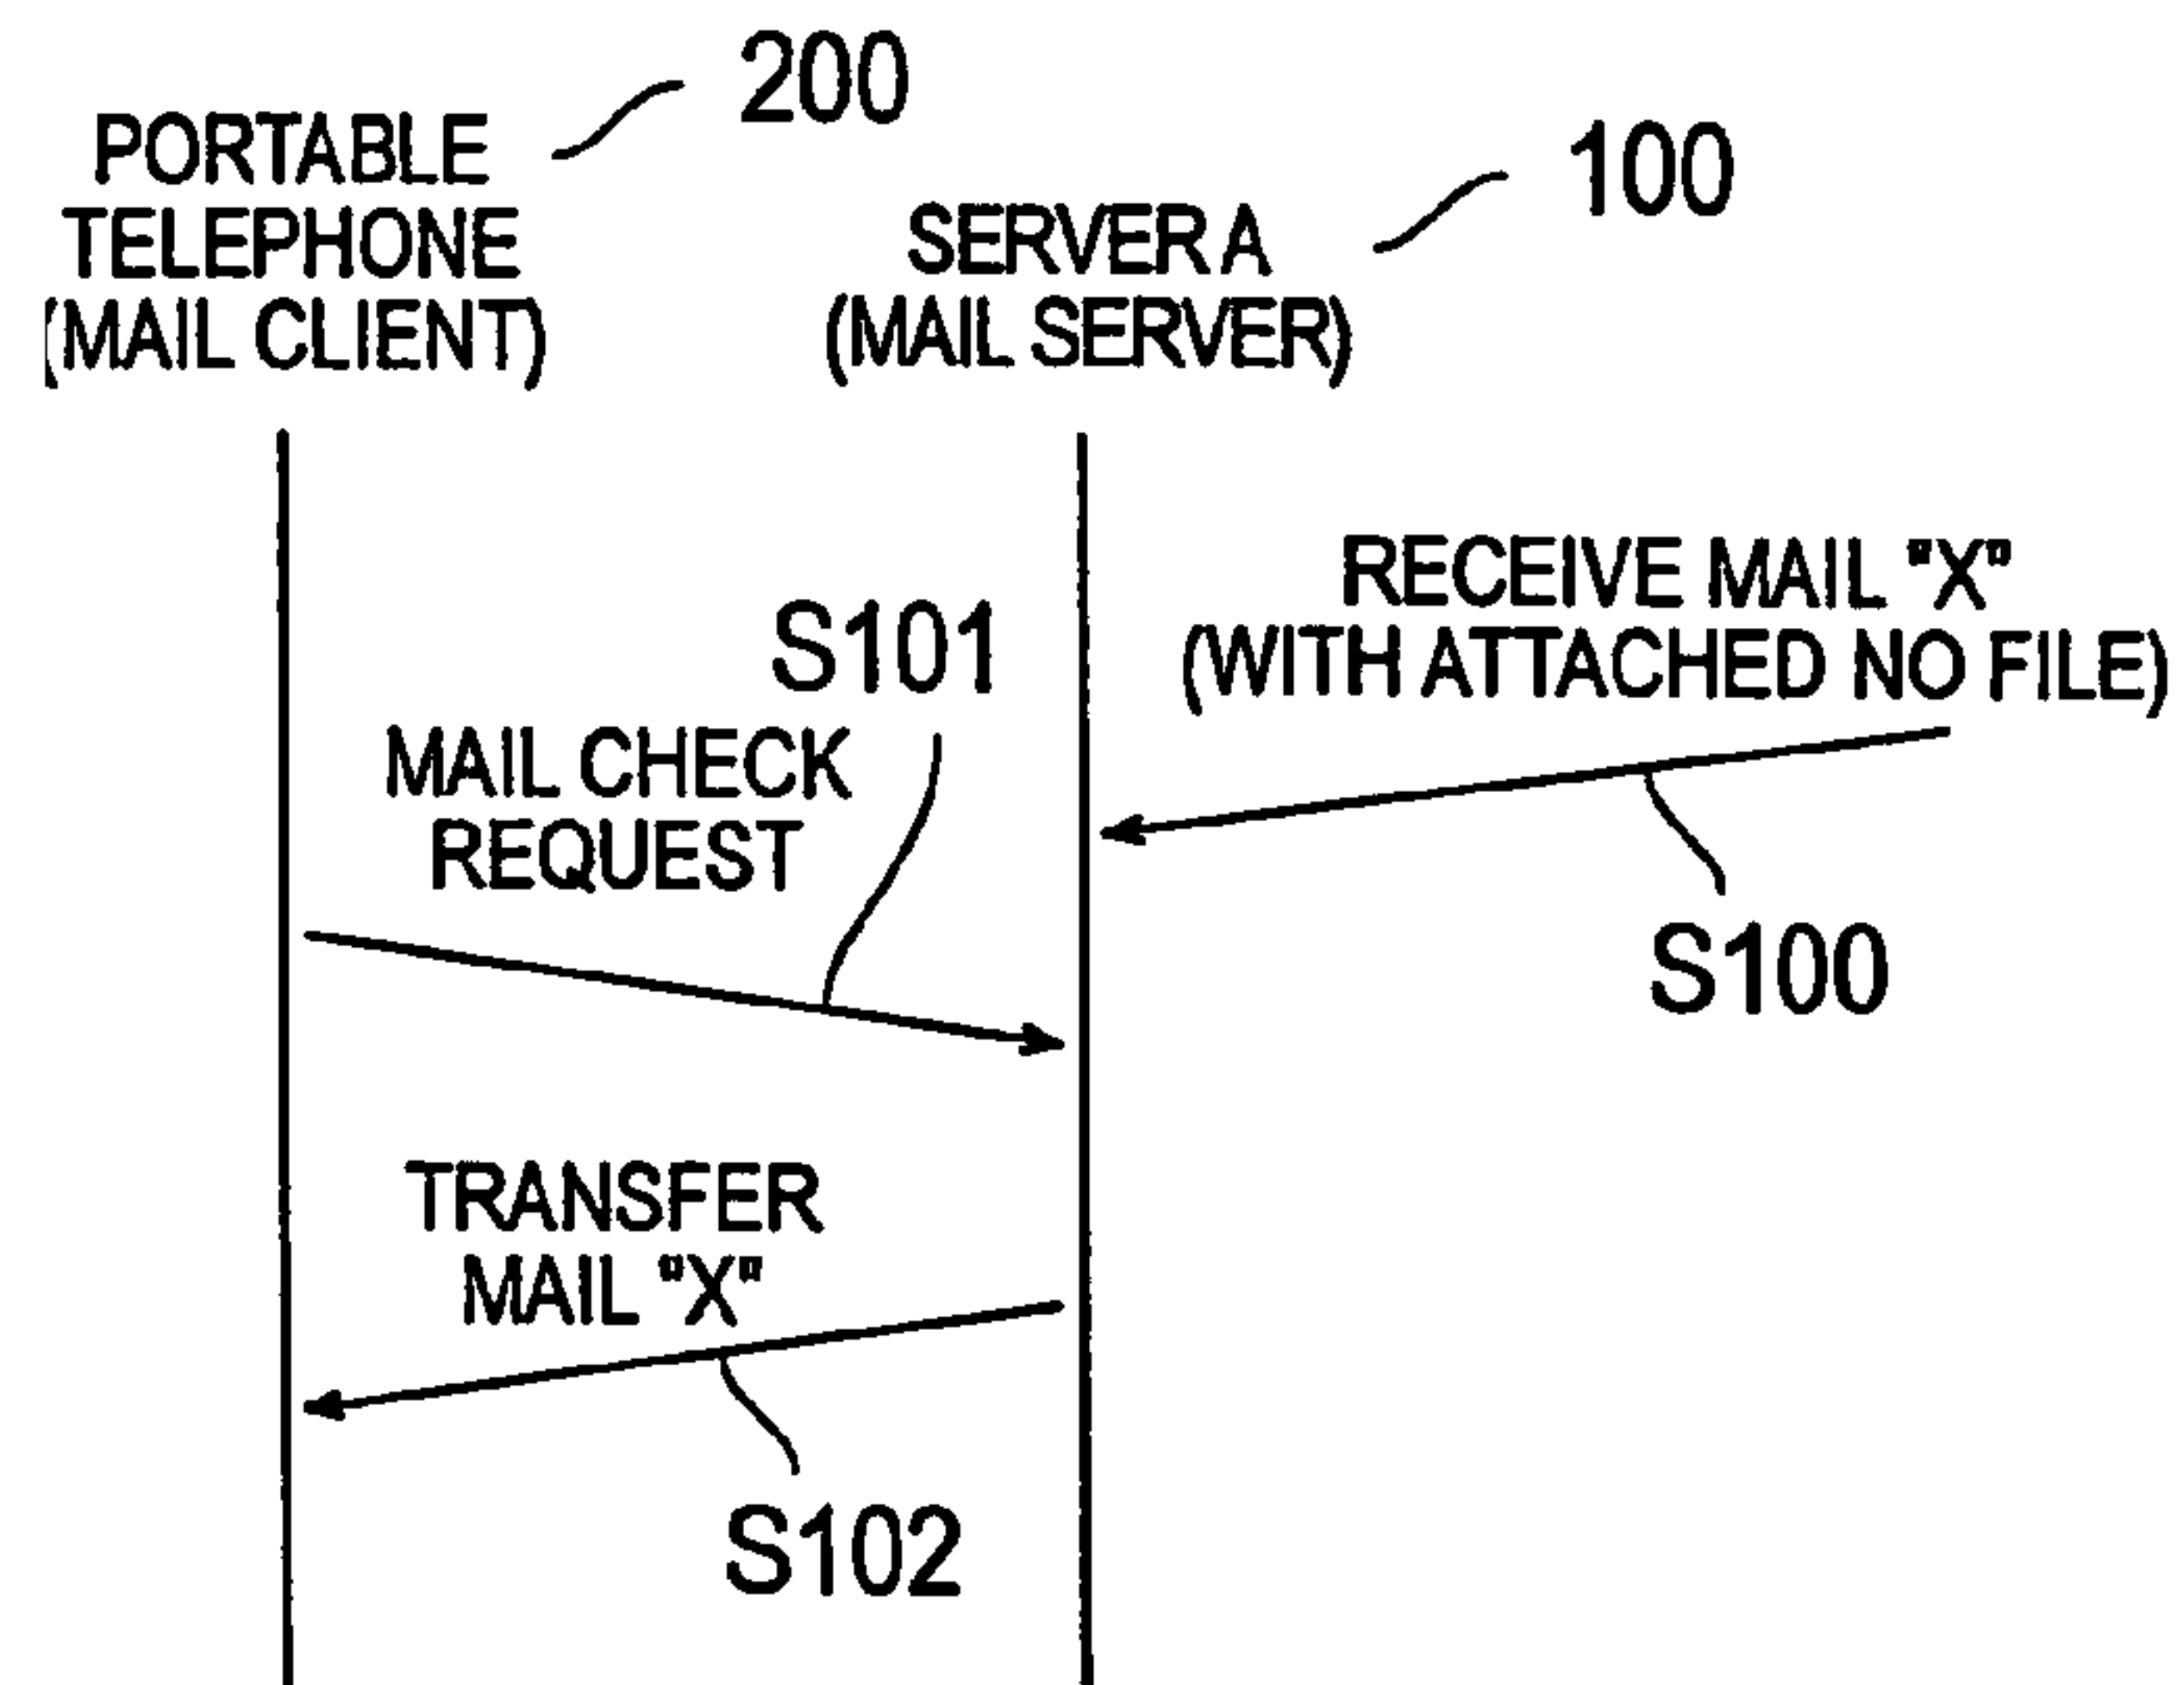 200
PORTABLE
TELEPHONE
(MAIL CLIENT)
100
SERVER A
(MAIL SERVER)
RECEIVE MAIL "X"
(WITH ATTACHED NO FILE)
S100
S101
MAIL CHECK
REQUEST
TRANSFER
MAIL "X"
S102